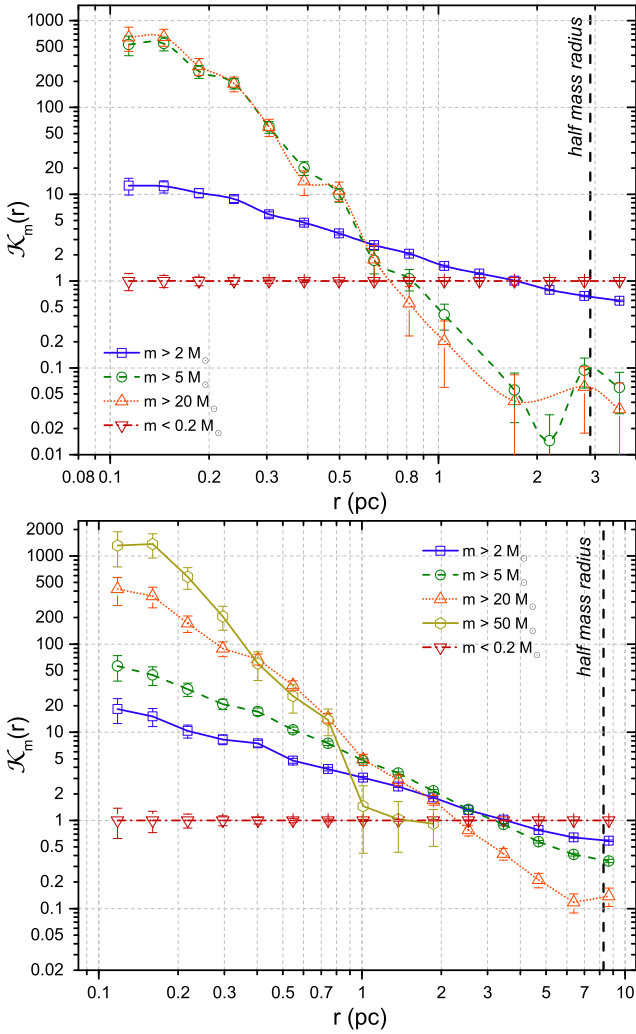 1000
500
200
100
50
20
10
5
2
1
0.5
0.2
0.1
0.05
0.02
0.01
𝒦m(r)
half mass radius
m > 2 M☉
m > 5 M☉
m > 20 M☉
m < 0.2 M☉
0.08 0.1 0.2 0.3 0.5 0.8 1 2 3
r (pc)
2000
1000
500
200
100
50
20
10
5
2
1
0.5
0.2
0.1
0.05
0.02
𝒦m(r)
m > 2 M☉
m > 5 M☉
m > 20 M☉
m > 50 M☉
m < 0.2 M☉
half mass radius
0.1 0.2 0.3 0.5 0.7 1 2 3 5 7 10
r (pc)